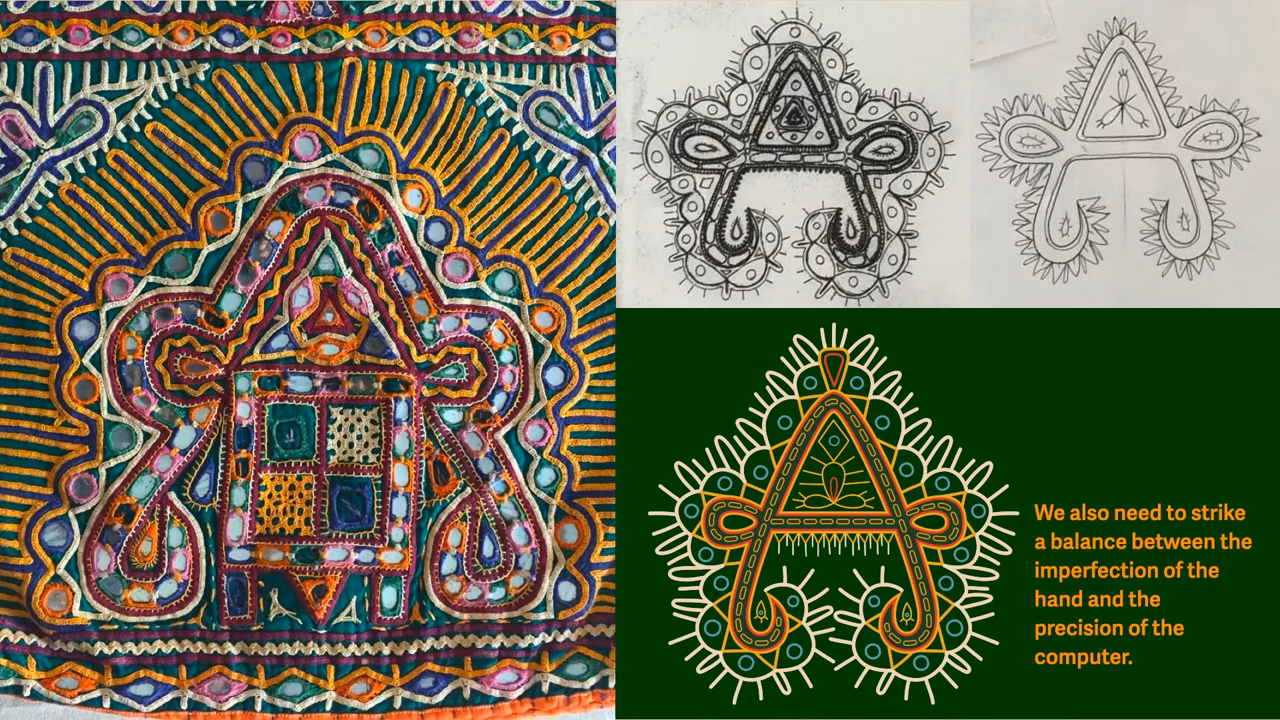 A
We also need to strike
a balance between the
imperfection of the
hand and the
precision of the
computer.